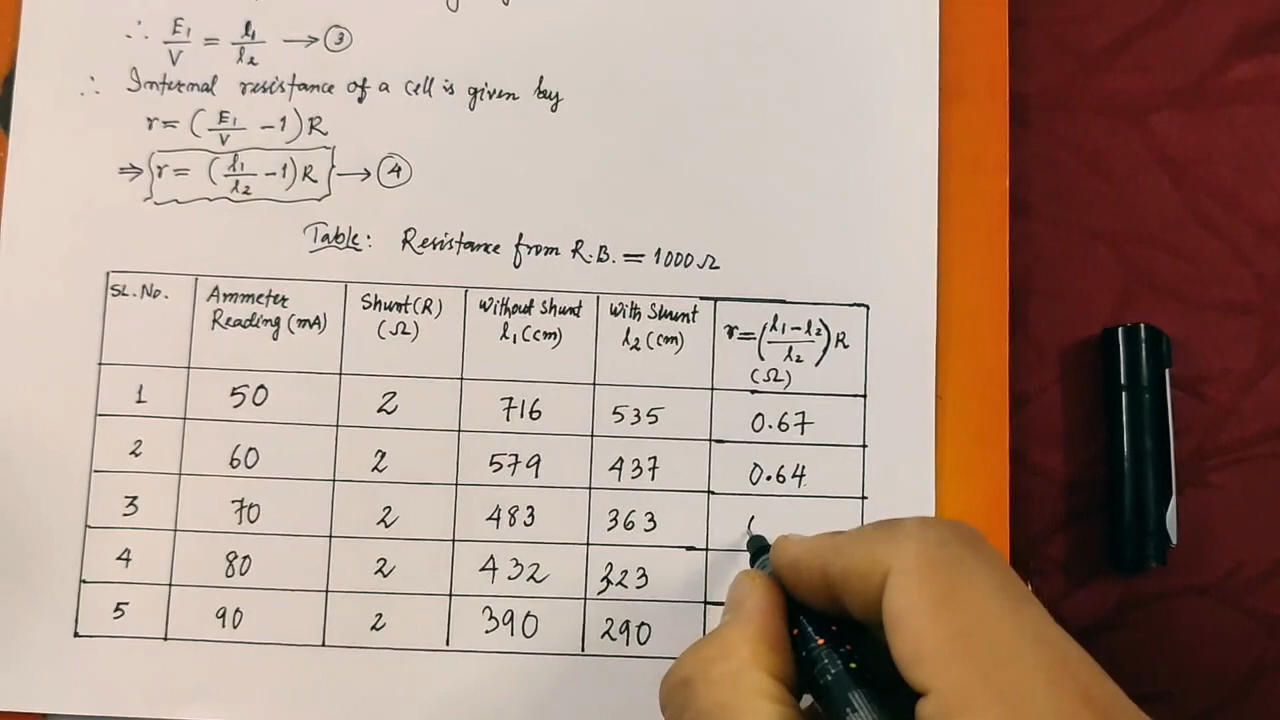 ∴ E₁/V = l₁/l₂ → ③
∴ Internal resistance of a cell is given by
r = (E₁/V - 1) R
⇒ r = (l₁/l₂ - 1) R → ④
Table: Resistance from R.B. = 1000 Ω
SL. No. Ammeter Reading (mA) Shunt (R) (Ω) Without Shunt l₁ (cm) With Shunt l₂ (cm) r = (l₁ - l₂/l₂) R (Ω)
1 50 2 716 535 0.67
2 60 2 579 437 0.64
3 70 2 483 363
4 80 2 432 323
5 90 2 390 290